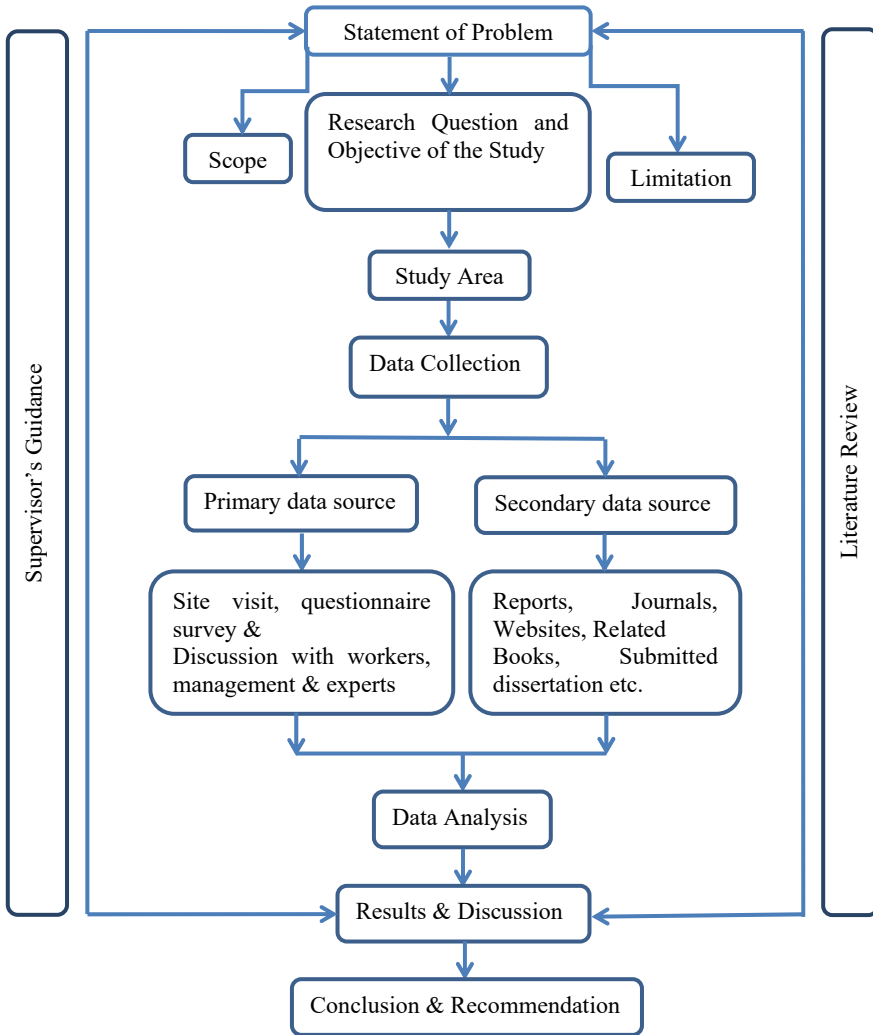 Statement of Problem
Research Question and
Objective of the Study
Scope
Limitation
Study Area
Data Collection
Primary data source
Secondary data source
Site visit, questionnaire
survey &
Discussion with workers,
management & experts
Reports, Journals,
Websites, Related
Books, Submitted
dissertation etc.
Data Analysis
Results & Discussion
Conclusion & Recommendation
Supervisor’s Guidance
Literature Review